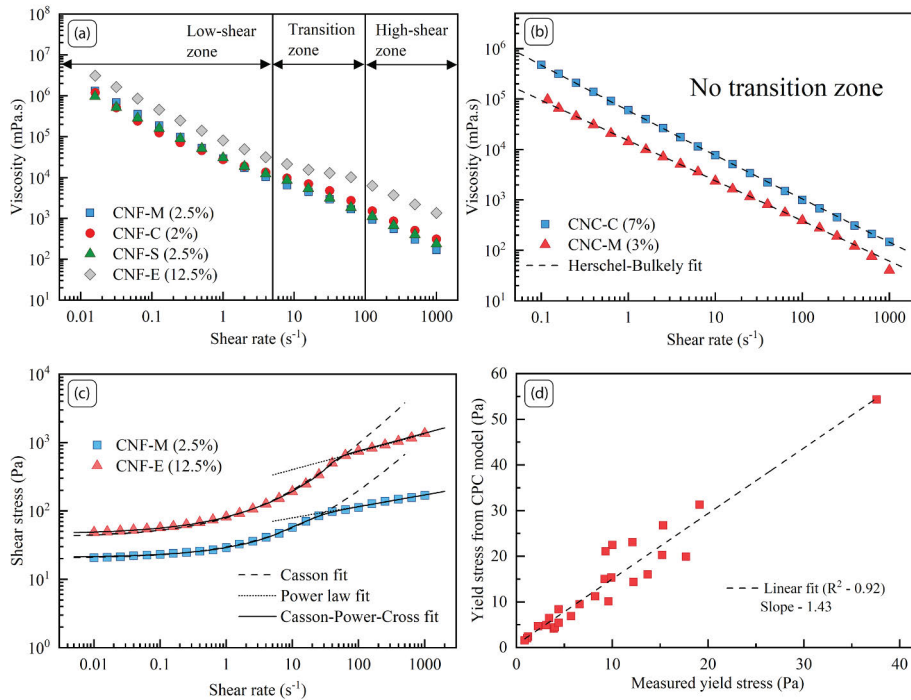 (a)
Low-shear zone
Transition zone
High-shear zone
10^8
10^7
10^6
10^5
10^4
10^3
10^2
10^1
Viscosity (mPa.s)
CNF-M (2.5%)
CNF-C (2%)
CNF-S (2.5%)
CNF-E (12.5%)
0.01 0.1 1 10 100 1000
Shear rate (s^-1)
(b)
No transition zone
10^6
10^5
10^4
10^3
10^2
10^1
Viscosity (mPa.s)
CNC-C (7%)
CNC-M (3%)
Herschel-Bulkely fit
0.1 1 10 100 1000
Shear rate (s^-1)
(c)
10^4
10^3
10^2
10^1
10^0
Shear stress (Pa)
CNF-M (2.5%)
CNF-E (12.5%)
Casson fit
Power law fit
Casson-Power-Cross fit
0.01 0.1 1 10 100 1000
Shear rate (s^-1)
(d)
60
50
40
30
20
10
0
Yield stress from CPC model (Pa)
Linear fit (R^2 - 0.92)
Slope - 1.43
0 10 20 30 40
Measured yield stress (Pa)